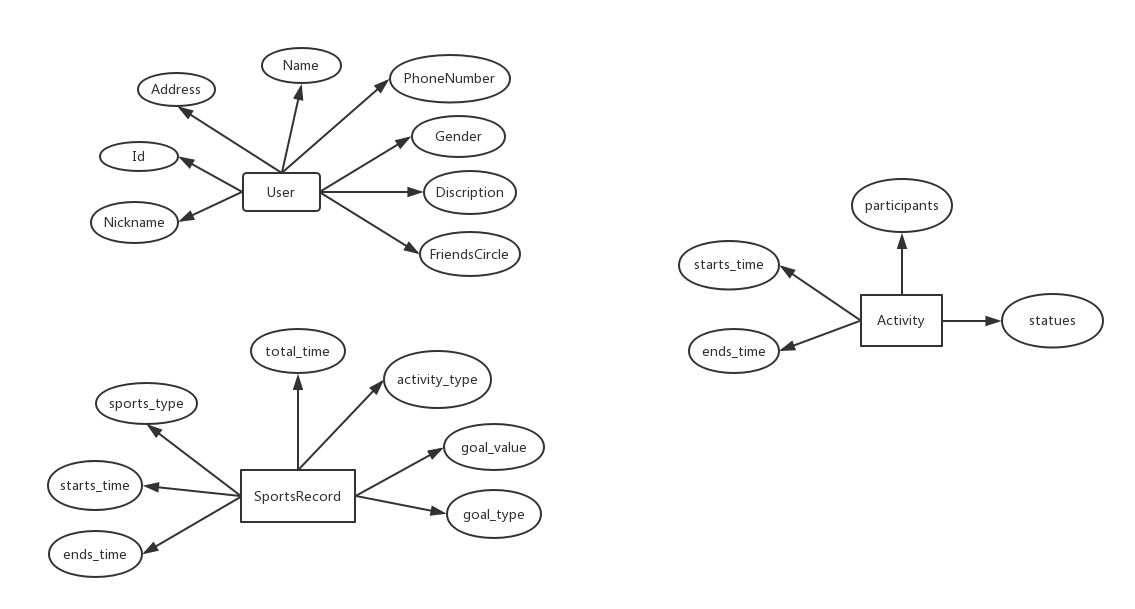 Name
PhoneNumber
Address
Gender
Id
User
Discription
Nickname
FriendsCircle
participants
starts_time
Activity
statues
ends_time
total_time
activity_type
sports_type
goal_value
starts_time
SportsRecord
goal_type
ends_time